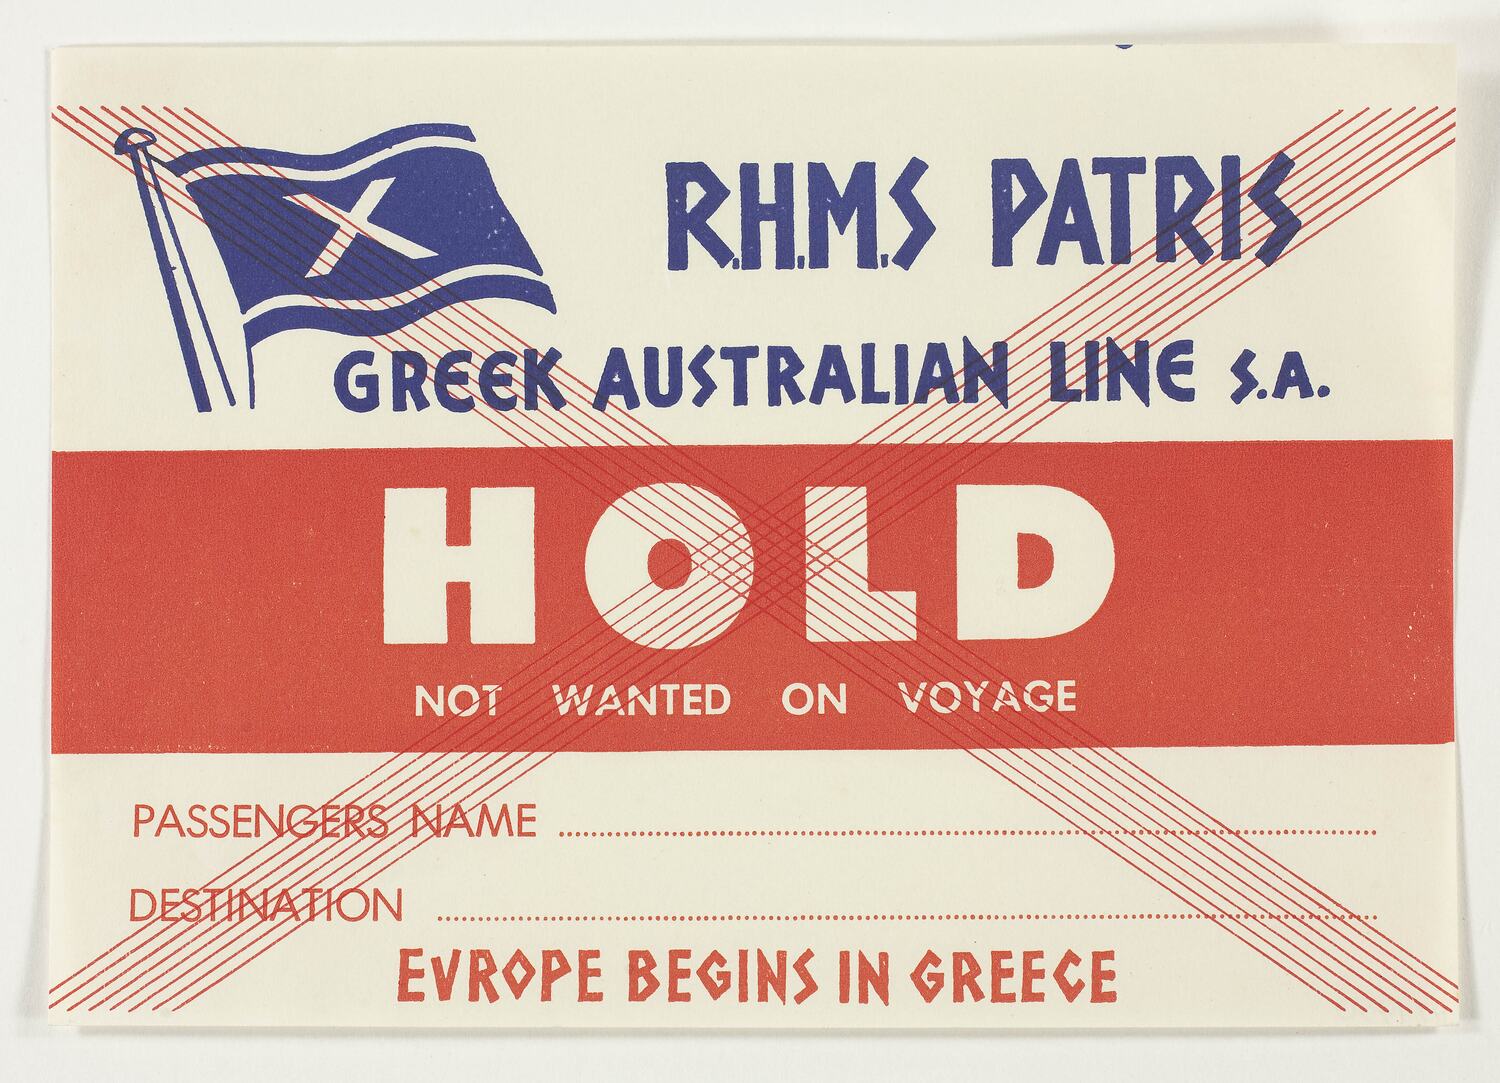 R.H.M.S PATRIS
GREEK AUSTRALIAN LINE S.A.
HOLD
NOT WANTED ON VOYAGE
PASSENGERS NAME
DESTINATION
EVROPE BEGINS IN GREECE